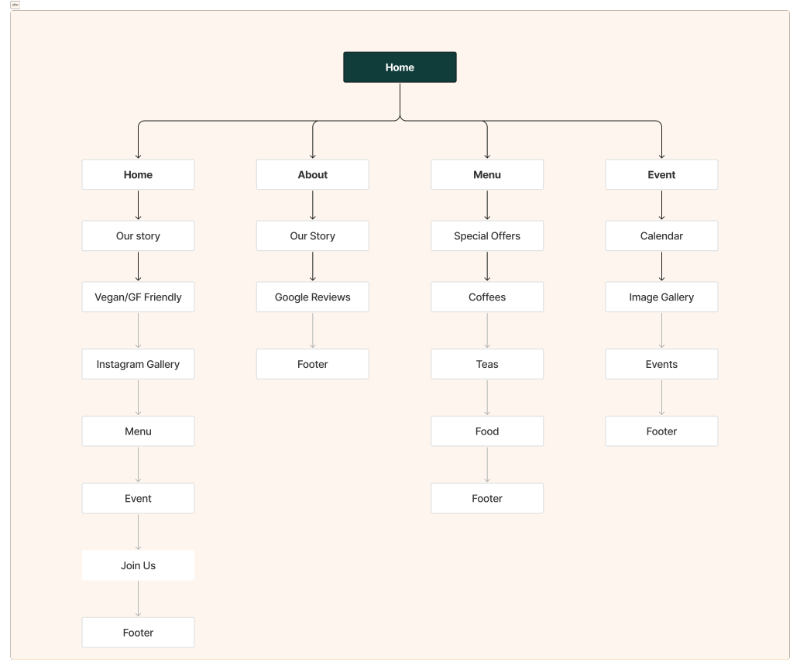 Home
Home
About
Menu
Event
Our story
Our Story
Special Offers
Calendar
Vegan/GF Friendly
Google Reviews
Coffees
Image Gallery
Instagram Gallery
Footer
Teas
Events
Menu
Food
Footer
Event
Footer
Join Us
Footer